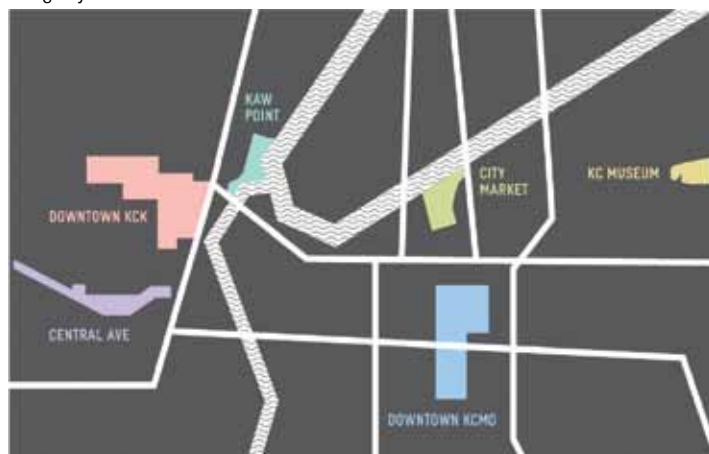 KAW
POINT
CITY
MARKET
KC MUSEUM
DOWNTOWN KCK
CENTRAL AVE
DOWNTOWN KCMO